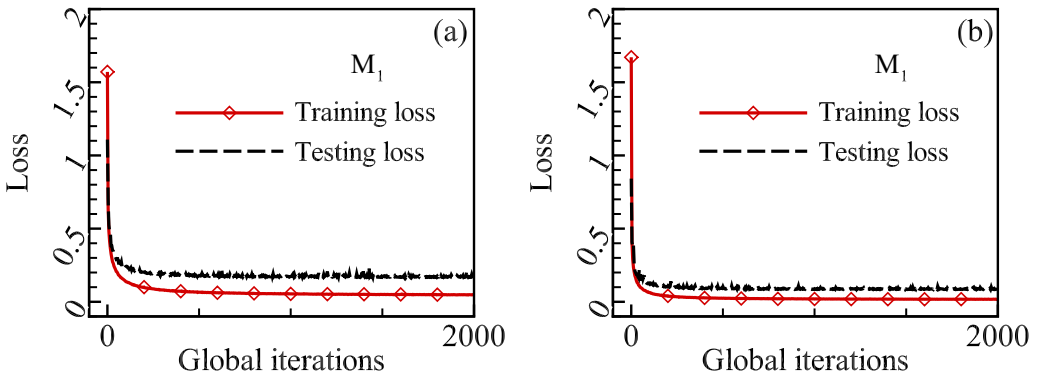 (a)
M1
Training loss
Testing loss
Loss
2
1.5
1
0.5
0
0
2000
Global iterations
(b)
M1
Training loss
Testing loss
Loss
2
1.5
1
0.5
0
0
2000
Global iterations